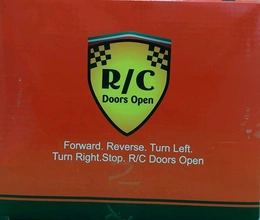 R/C
Doors Open
Forward. Reverse. Turn Left.
Turn Right.Stop. R/C Doors Open